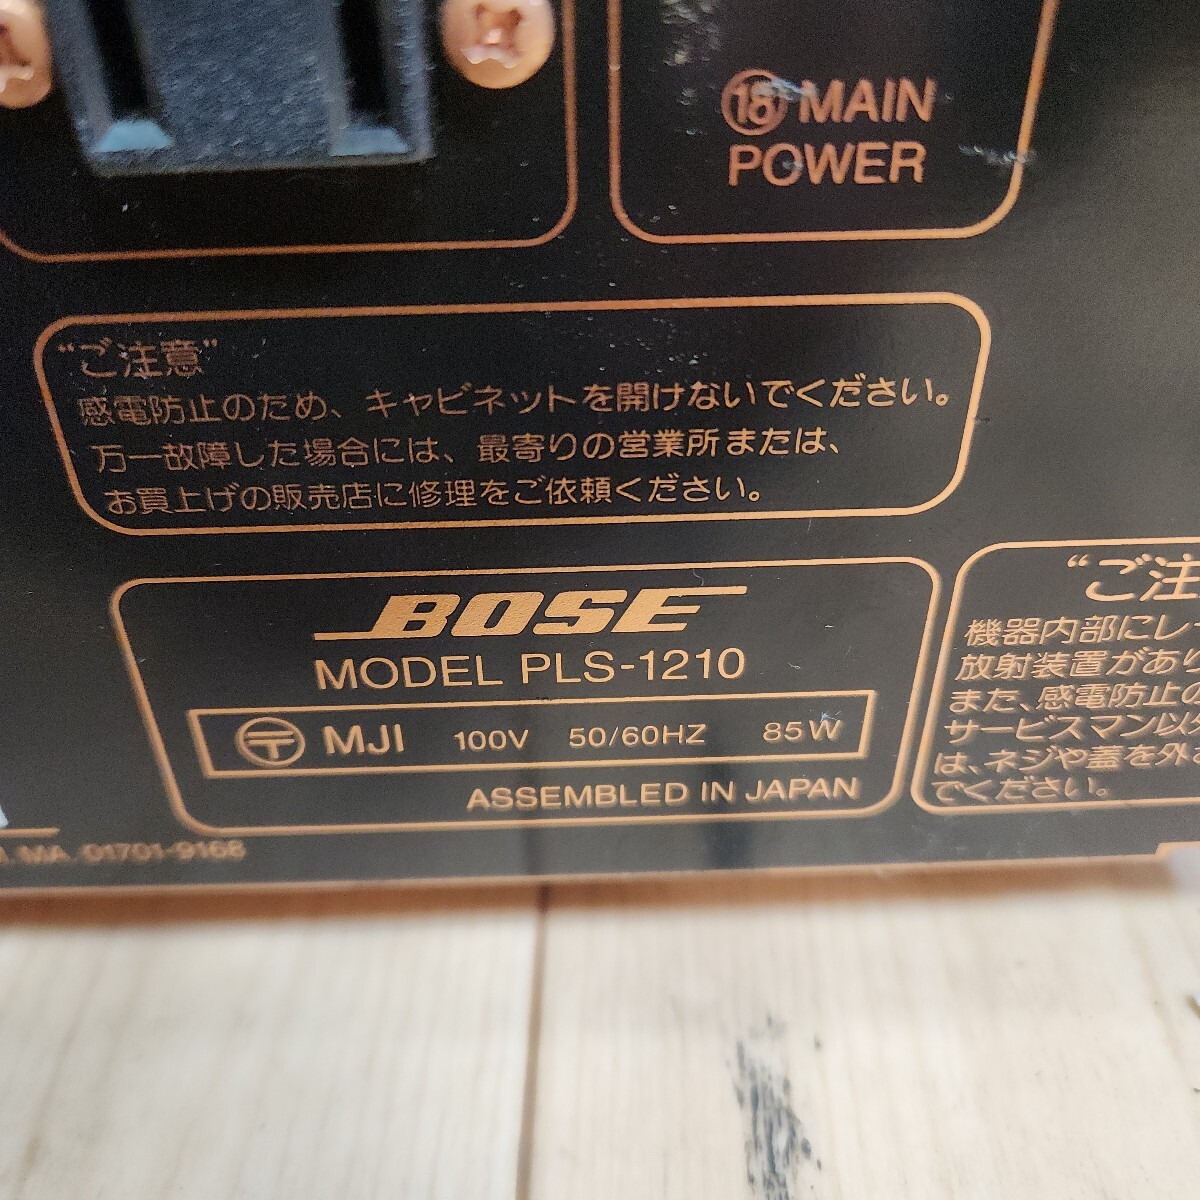 ⑱ MAIN
POWER
“ご注意”
感電防止のため、キャビネットを開けないでください。
万一故障した場合には、最寄りの営業所または、
お買上げの販売店に修理をご依頼ください。
BOSE
MODEL PLS-1210
〒 MJI 100V 50/60HZ 85W
ASSEMBLED IN JAPAN
“ご注
機器内部にレー
放射装置があり
また、感電防止の
サービスマン以外
は、ネジや蓋を外さ
でください。
MA. 01701-9168